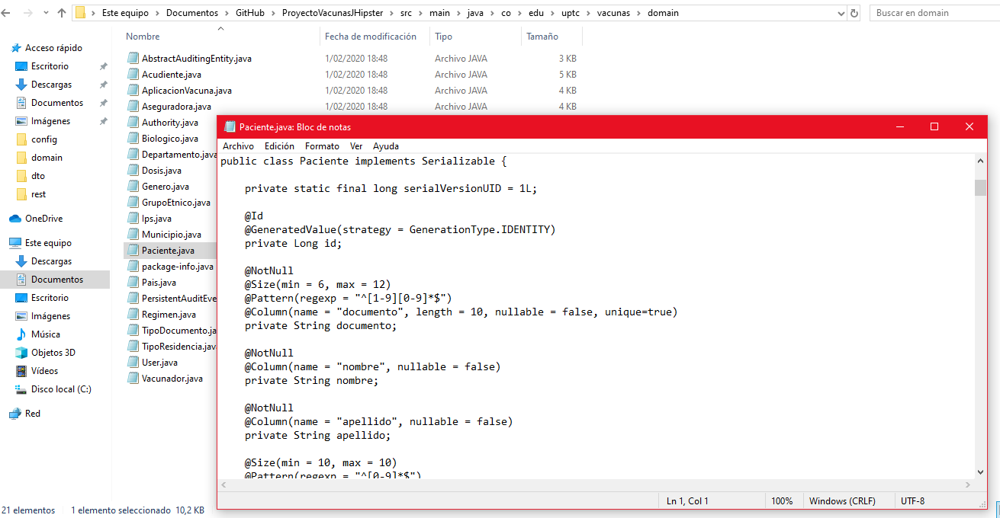 Este equipo > Documentos > GitHub > ProyectoVacunasJHipster > src > main > java > co > edu > uptc > vacunas > domain
Buscar en domain
Nombre Fecha de modificación Tipo Tamaño
Acceso rápido
Escritorio
Descargas
Documentos
Imágenes
config
domain
dto
rest
OneDrive
Este equipo
Descargas
Documentos
Escritorio
Imágenes
Música
Objetos 3D
Vídeos
Disco local (C:)
Red
AbstractAuditingEntity.java 1/02/2020 18:48 Archivo JAVA 3 KB
Acudiente.java 1/02/2020 18:48 Archivo JAVA 5 KB
AplicacionVacuna.java 1/02/2020 18:48 Archivo JAVA 4 KB
Aseguradora.java 1/02/2020 18:48 Archivo JAVA 4 KB
Authority.java
Biologico.java
Departamento.java
Dosis.java
Genero.java
GrupoEtnico.java
Ips.java
Municipio.java
Paciente.java
package-info.java
Pais.java
PersistentAuditEve
Regimen.java
TipoDocumento.ja
TipoResidencia.jav
User.java
Vacunador.java
Paciente.java: Bloc de notas
Archivo Edición Formato Ver Ayuda
public class Paciente implements Serializable {
private static final long serialVersionUID = 1L;
@Id
@GeneratedValue(strategy = GenerationType.IDENTITY)
private Long id;
@NotNull
@Size(min = 6, max = 12)
@Pattern(regexp = "^[1-9][0-9]*$")
@Column(name = "documento", length = 10, nullable = false, unique=true)
private String documento;
@NotNull
@Column(name = "nombre", nullable = false)
private String nombre;
@NotNull
@Column(name = "apellido", nullable = false)
private String apellido;
@Size(min = 10, max = 10)
@Pattern(regexp = "^[0-9]*$")
Ln 1, Col 1 100% Windows (CRLF) UTF-8
21 elementos 1 elemento seleccionado 10,2 KB